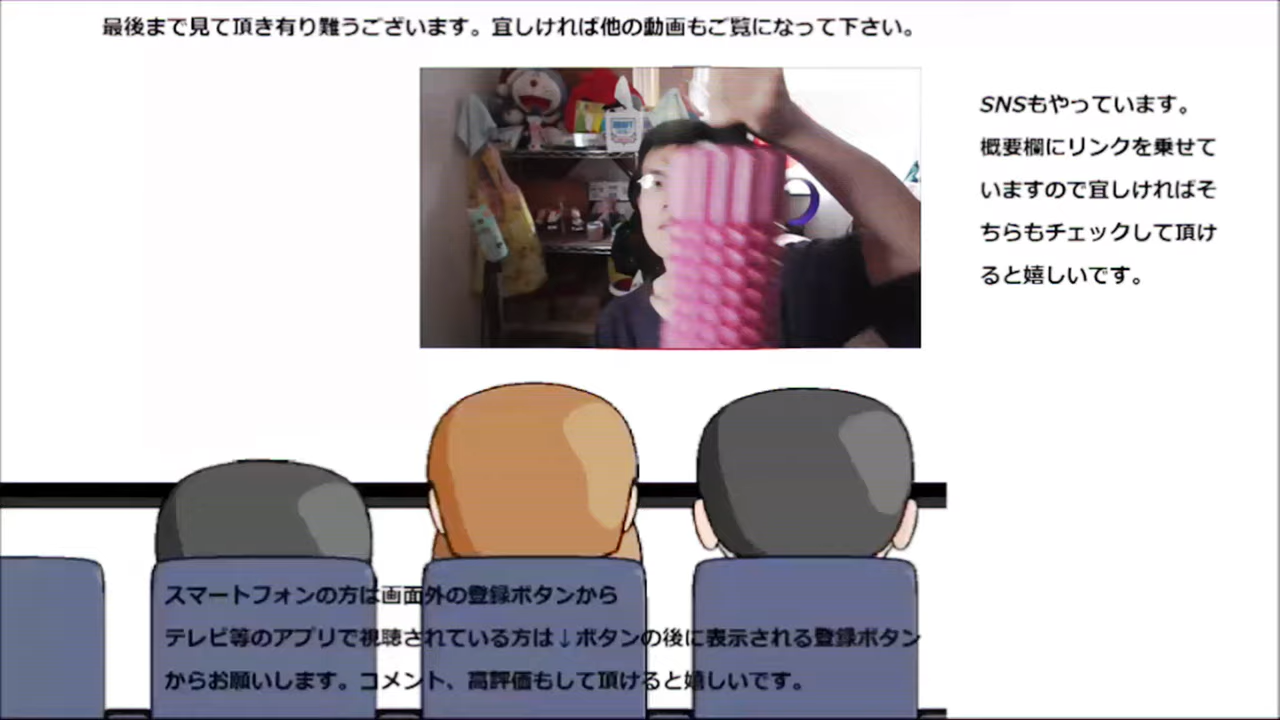 最後まで見て頂き有り難うございます。宜しければ他の動画もご覧になって下さい。
SNSもやっています。
概要欄にリンクを乗せて
いますので宜しければそ
ちらもチェックして頂け
ると嬉しいです。
スマートフォンの方は画面外の登録ボタンから
テレビ等のアプリで視聴されている方は↓ボタンの後に表示される登録ボタン
からお願いします。コメント、高評価もして頂けると嬉しいです。